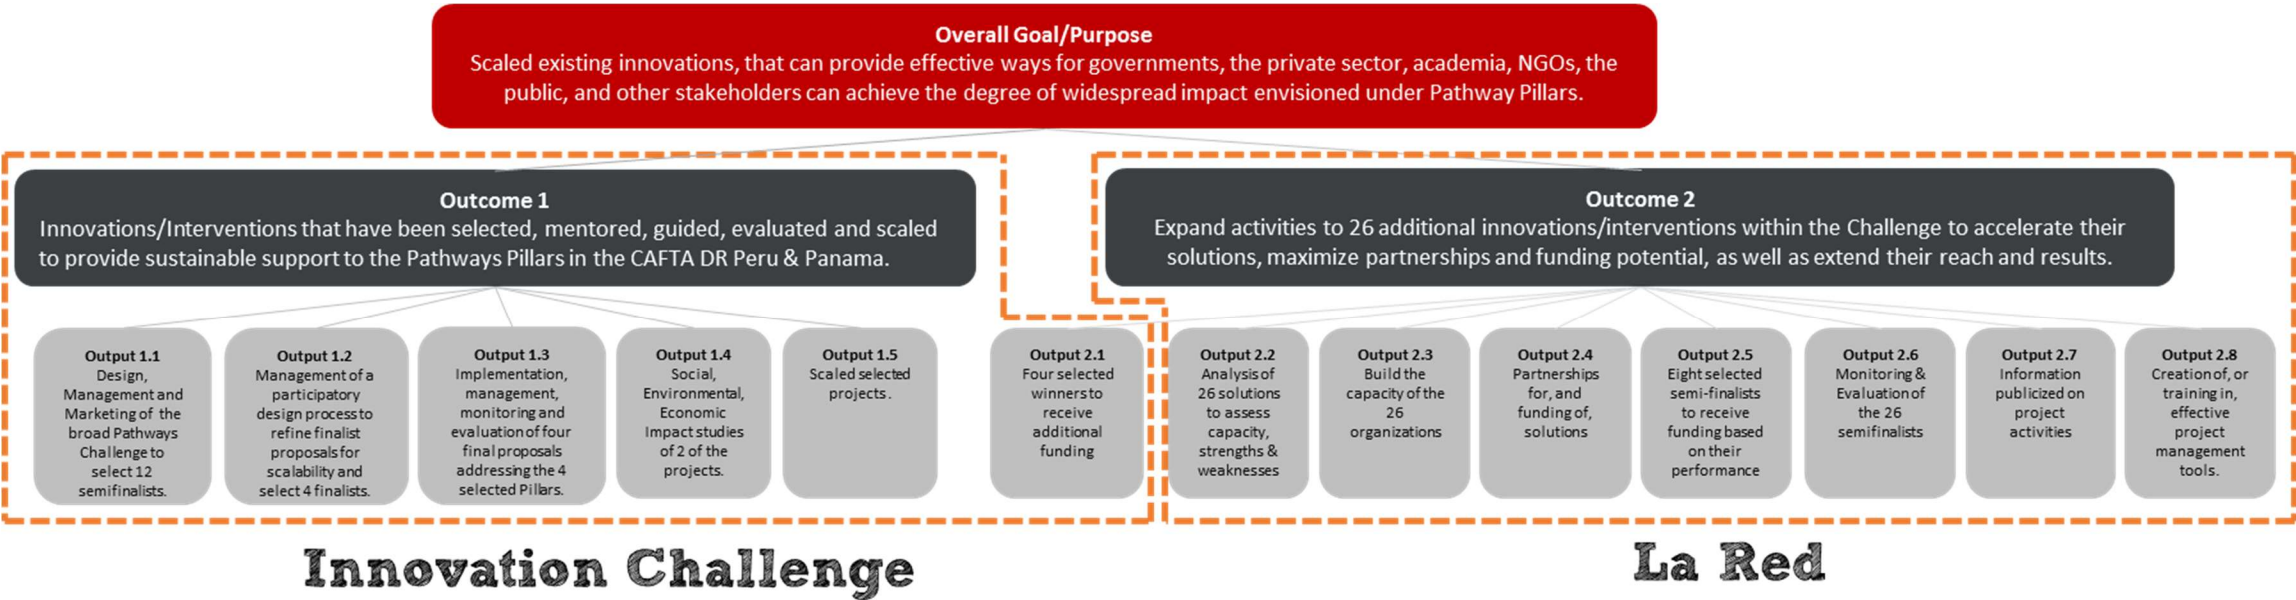 Overall Goal/Purpose
Scaled existing innovations, that can provide effective ways for governments, the private sector, academia, NGOs, the
public, and other stakeholders can achieve the degree of widespread impact envisioned under Pathway Pillars.
Outcome 1
Innovations/Interventions that have been selected, mentored, guided, evaluated and scaled
to provide sustainable support to the Pathways Pillars in the CAFTA DR Peru & Panama.
Outcome 2
Expand activities to 26 additional innovations/interventions within the Challenge to accelerate their
solutions, maximize partnerships and funding potential, as well as extend their reach and results.
Output 1.1
Design,
Management and
Marketing of the
broad Pathways
Challenge to
select 12
semifinalists.
Output 1.2
Management of a
participatory
design process to
refine finalist
proposals for
scalability and
select 4 finalists.
Output 1.3
Implementation,
management,
monitoring and
evaluation of four
final proposals
addressing the 4
selected Pillars.
Output 1.4
Social,
Environmental,
Economic
Impact studies
of 2 of the
projects.
Output 1.5
Scaled selected
projects.
Output 2.1
Four selected
winners to
receive
additional
funding
Output 2.2
Analysis of
26 solutions
to assess
capacity,
strengths &
weaknesses
Output 2.3
Build the
capacity of the
26
organizations
Output 2.4
Partnerships
for, and
funding of,
solutions
Output 2.5
Eight selected
semi-finalists
to receive
funding based
on their
performance
Output 2.6
Monitoring &
Evaluation of
the 26
semifinalists
Output 2.7
Information
publicized on
project
activities
Output 2.8
Creation of, or
training in,
effective
project
management
tools.
Innovation Challenge
La Red